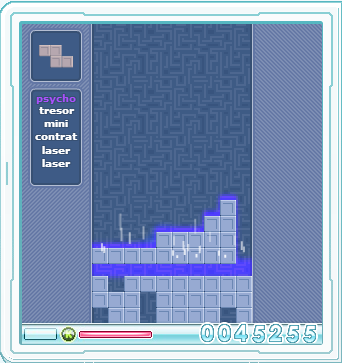 psycho
tresor
mini
contrat
laser
laser
0045255